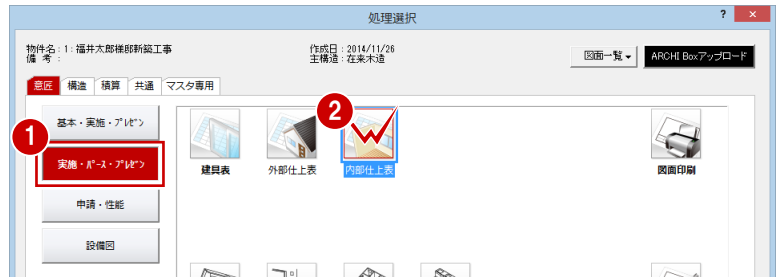 処理選択
? ×
物件名：1：福井太郎様邸新築工事
作成日：2014/11/26
図面一覧▼
ARCHI Boxアップロード
備 考：
主構造：在来木造
意匠 構造 積算 共通 マスタ専用
基本・実施・ﾌﾟﾚｾﾞﾝ
1
実施・ﾊﾟｰｽ・ﾌﾟﾚｾﾞﾝ
申請・性能
設備図
2
建具表
外部仕上表
内部仕上表
図面印刷